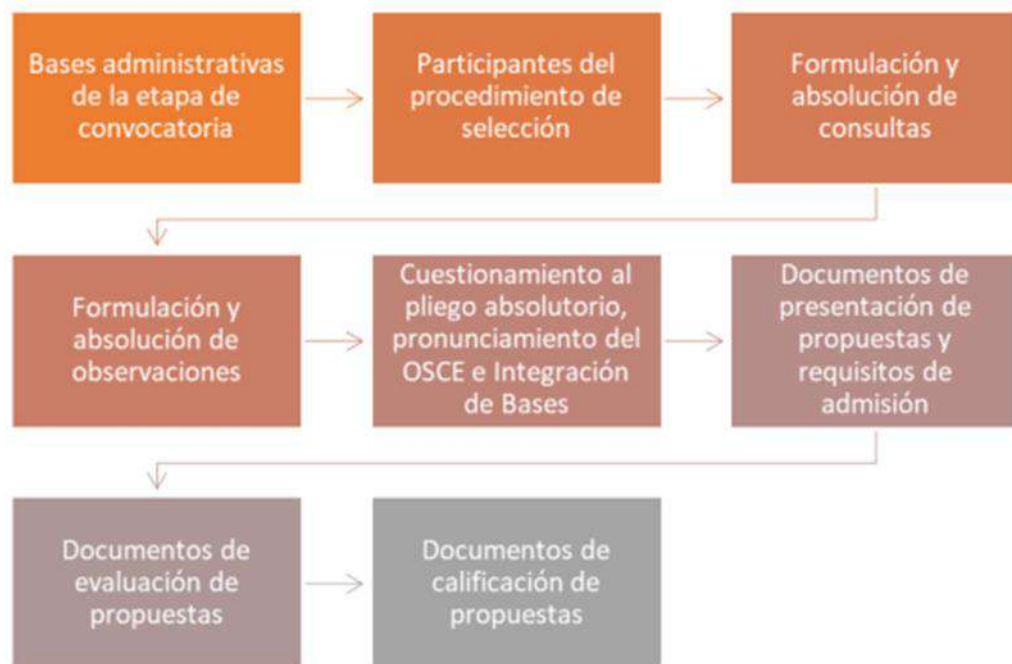 Bases administrativas
de la etapa de
convocatoria
Participantes del
procedimiento de
selección
Formulación y
absolución de
consultas
Formulación y
absolución de
observaciones
Cuestionamiento al
pliego absolutorio,
pronunciamiento del
OSCE e Integración
de Bases
Documentos de
presentación de
propuestas y
requisitos de
admisión
Documentos de
evaluación de
propuestas
Documentos de
calificación de
propuestas